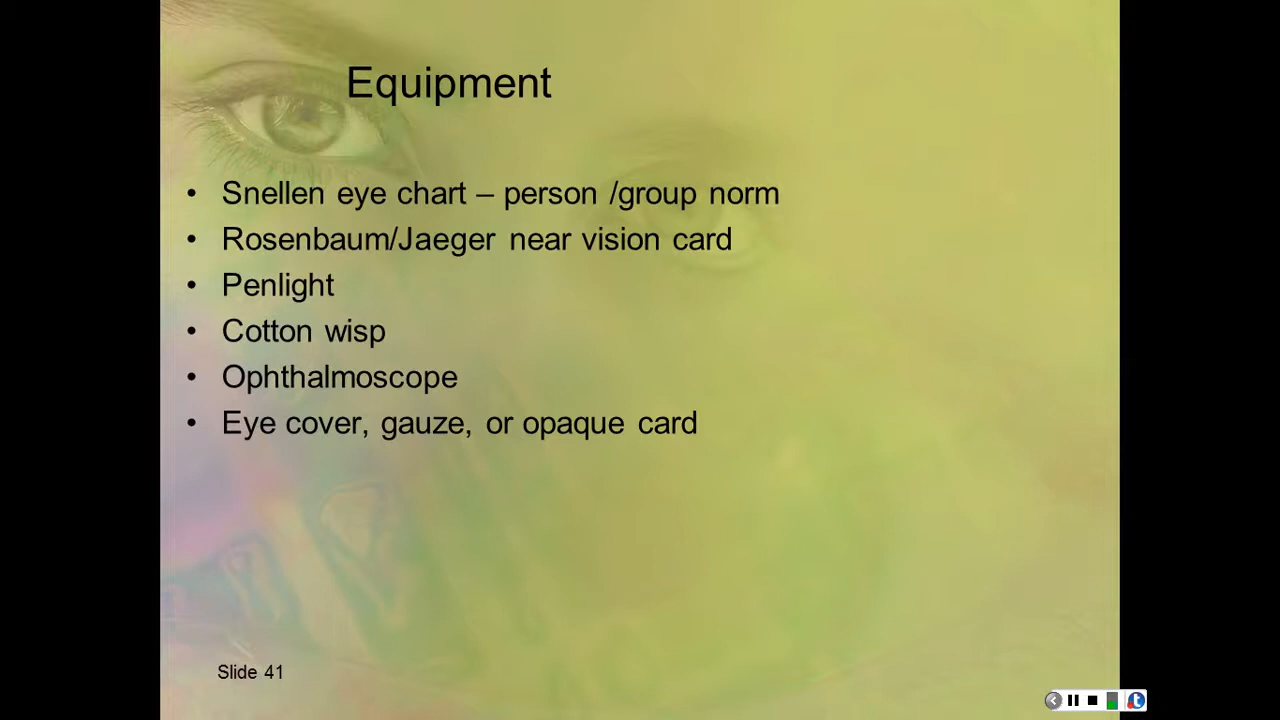 Equipment
• Snellen eye chart – person /group norm
• Rosenbaum/Jaeger near vision card
• Penlight
• Cotton wisp
• Ophthalmoscope
• Eye cover, gauze, or opaque card
Slide 41